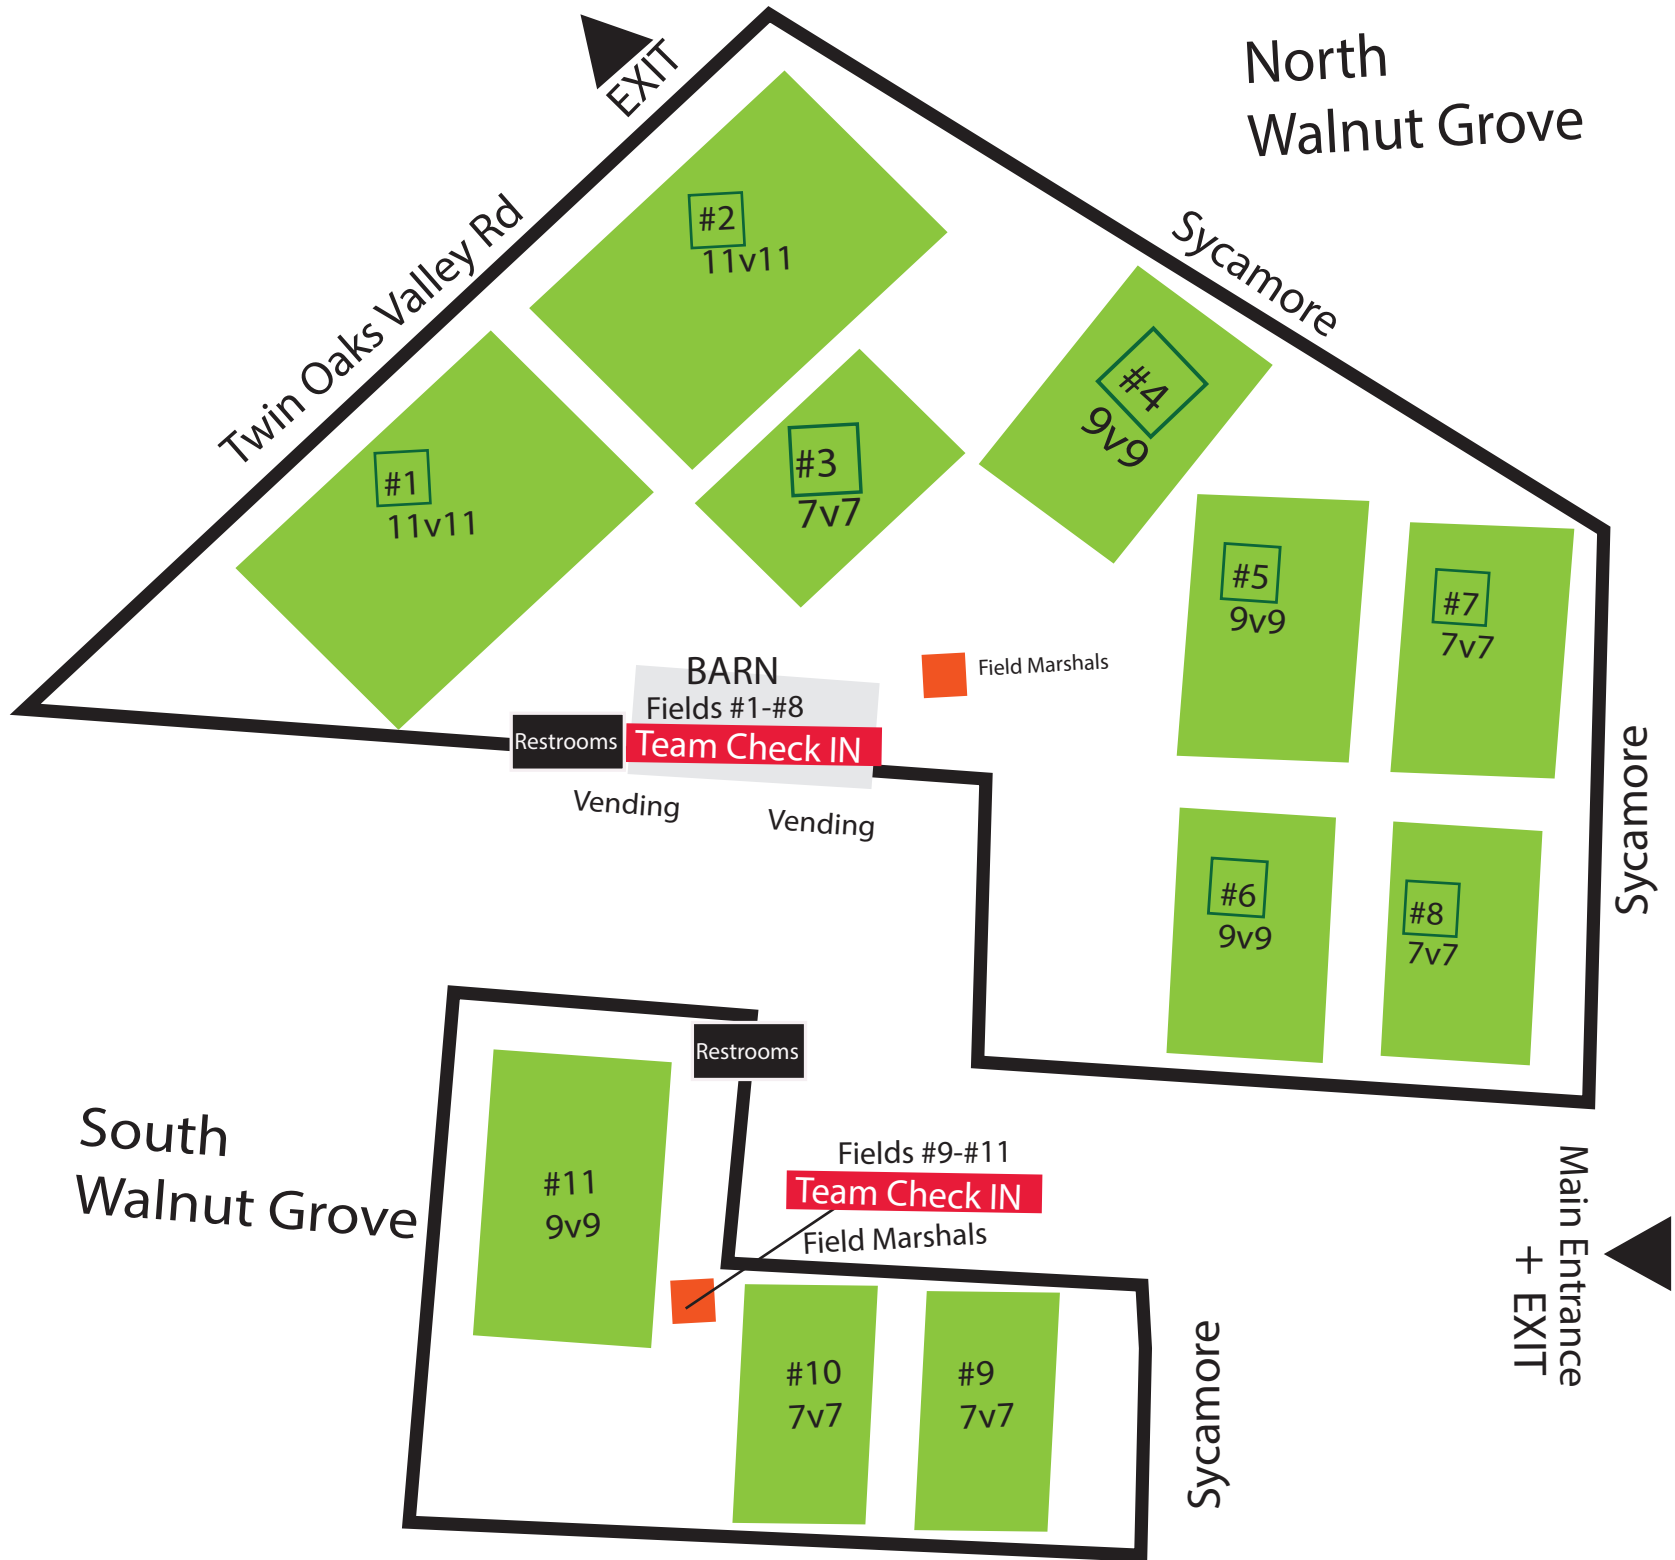 North
Walnut Grove
EXIT
Twin Oaks Valley Rd
Sycamore
#2
11v11
#1
11v11
#3
7v7
#4
9v9
#5
9v9
#7
7v7
#6
9v9
#8
7v7
Sycamore
BARN
Fields #1-#8
Team Check IN
Restrooms
Field Marshals
Vending
Vending
South
Walnut Grove
Restrooms
#11
9v9
Fields #9-#11
Team Check IN
Field Marshals
#10
7v7
#9
7v7
Sycamore
Main Entrance
+ EXIT